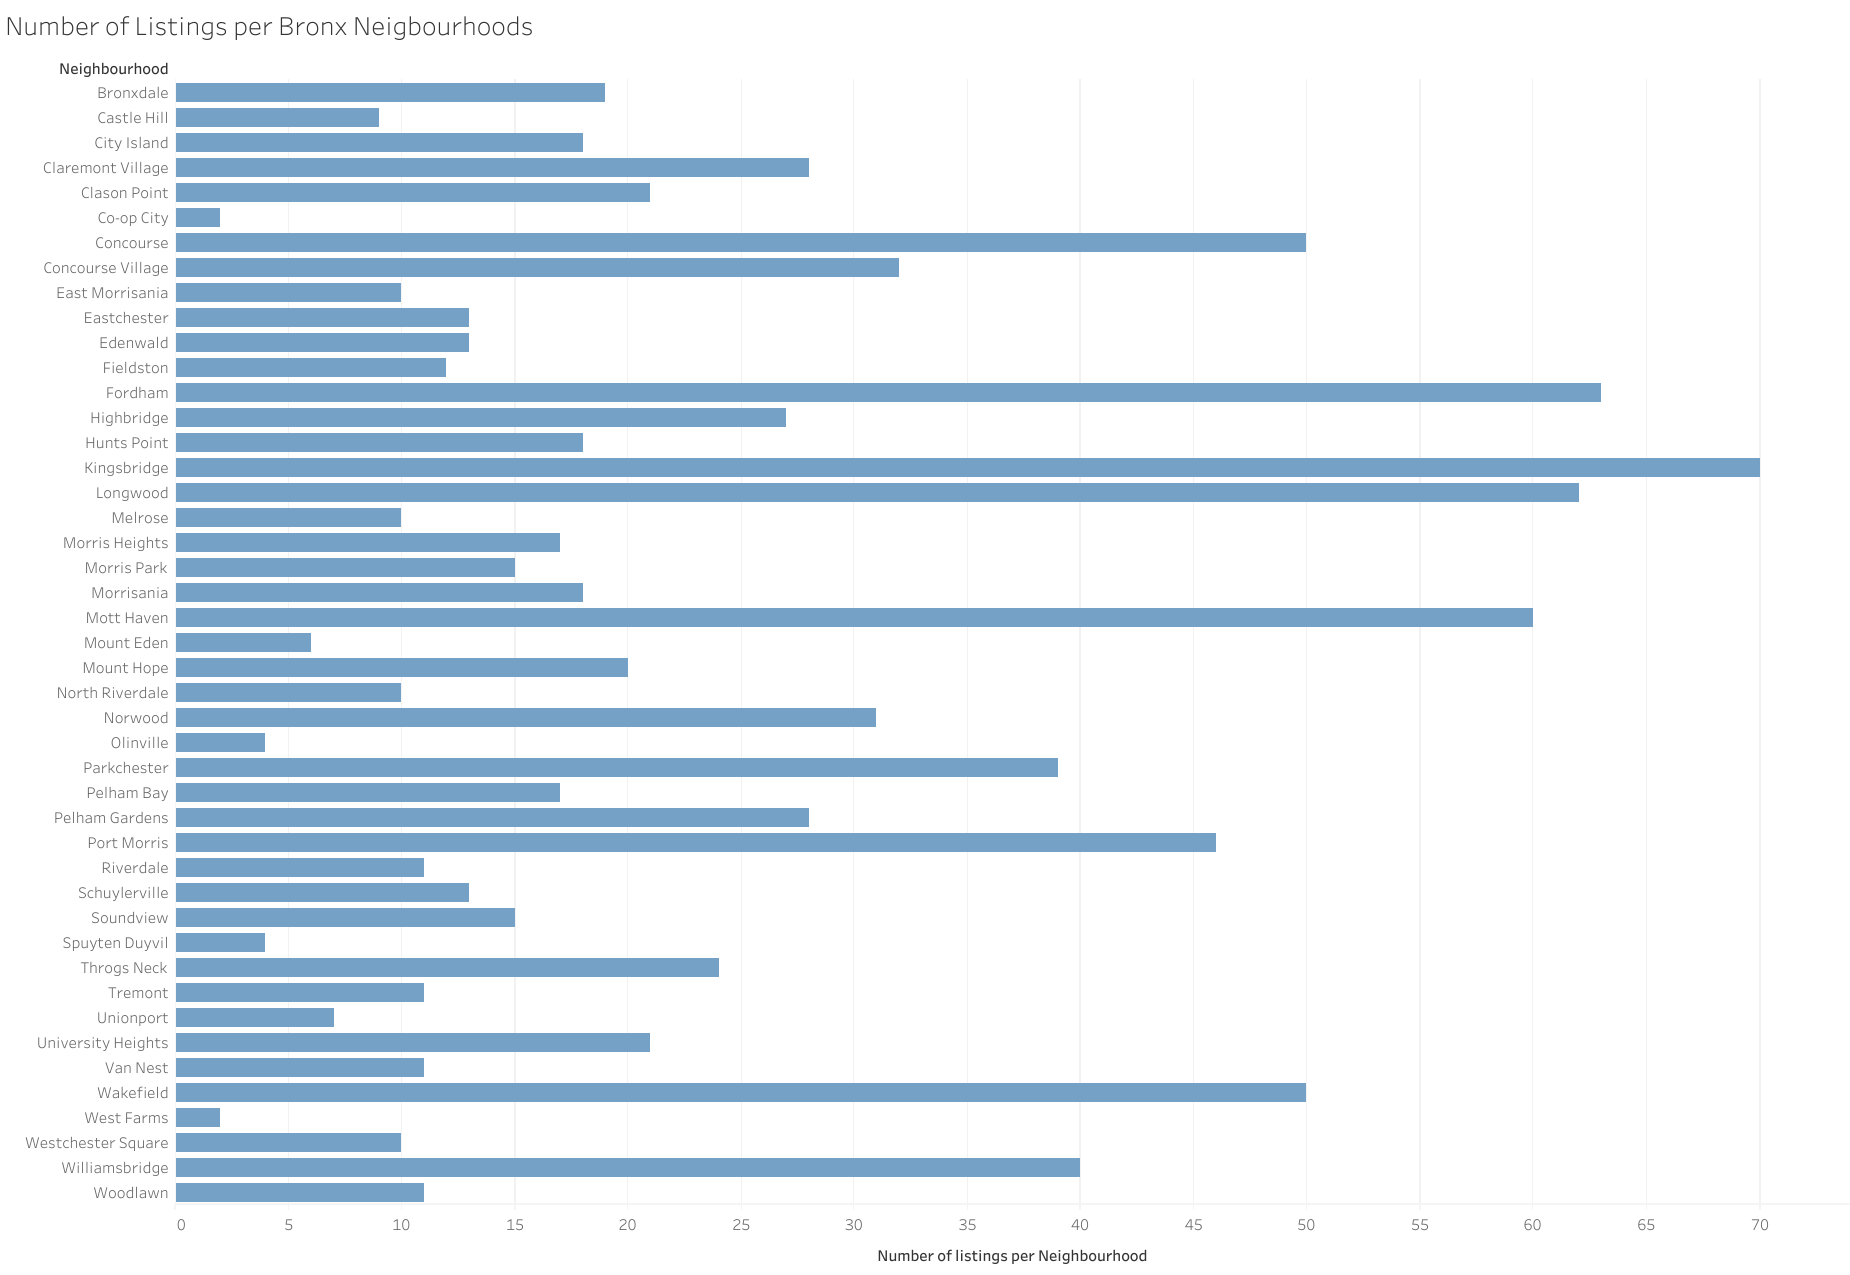 Number of Listings per Bronx Neigbourhoods
Neighbourhood
Bronxdale
Castle Hill
City Island
Claremont Village
Clason Point
Co-op City
Concourse
Concourse Village
East Morrisania
Eastchester
Edenwald
Fieldston
Fordham
Highbridge
Hunts Point
Kingsbridge
Longwood
Melrose
Morris Heights
Morris Park
Morrisania
Mott Haven
Mount Eden
Mount Hope
North Riverdale
Norwood
Olinville
Parkchester
Pelham Bay
Pelham Gardens
Port Morris
Riverdale
Schuylerville
Soundview
Spuyten Duyvil
Throgs Neck
Tremont
Unionport
University Heights
Van Nest
Wakefield
West Farms
Westchester Square
Williamsbridge
Woodlawn
0 5 10 15 20 25 30 35 40 45 50 55 60 65 70
Number of listings per Neighbourhood